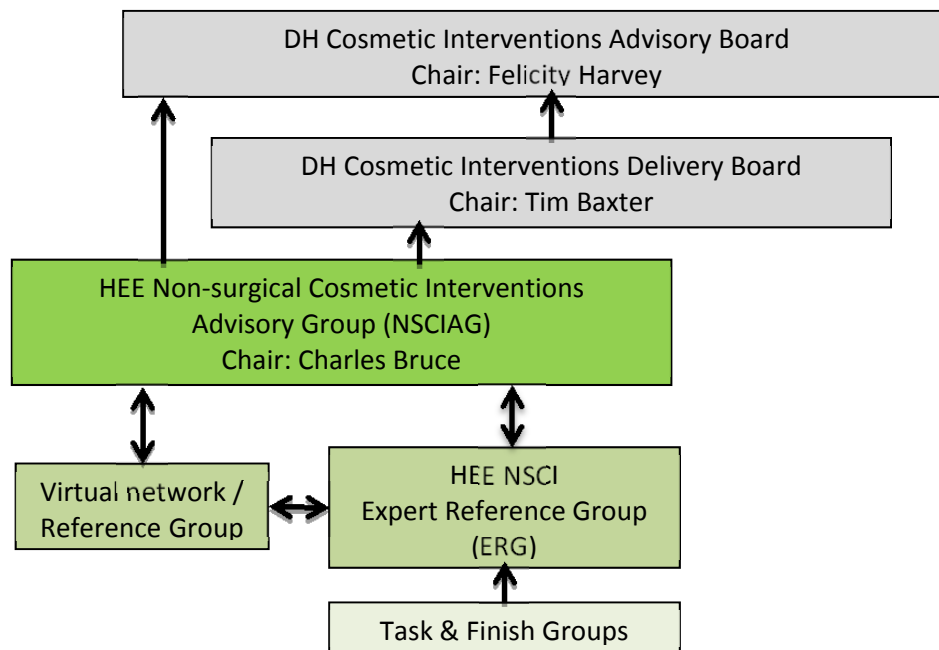 DH Cosmetic Interventions Advisory Board
Chair: Felicity Harvey
DH Cosmetic Interventions Delivery Board
Chair: Tim Baxter
HEE Non-surgical Cosmetic Interventions
Advisory Group (NSCIAG)
Chair: Charles Bruce
Virtual network /
Reference Group
HEE NSCI
Expert Reference Group
(ERG)
Task & Finish Groups